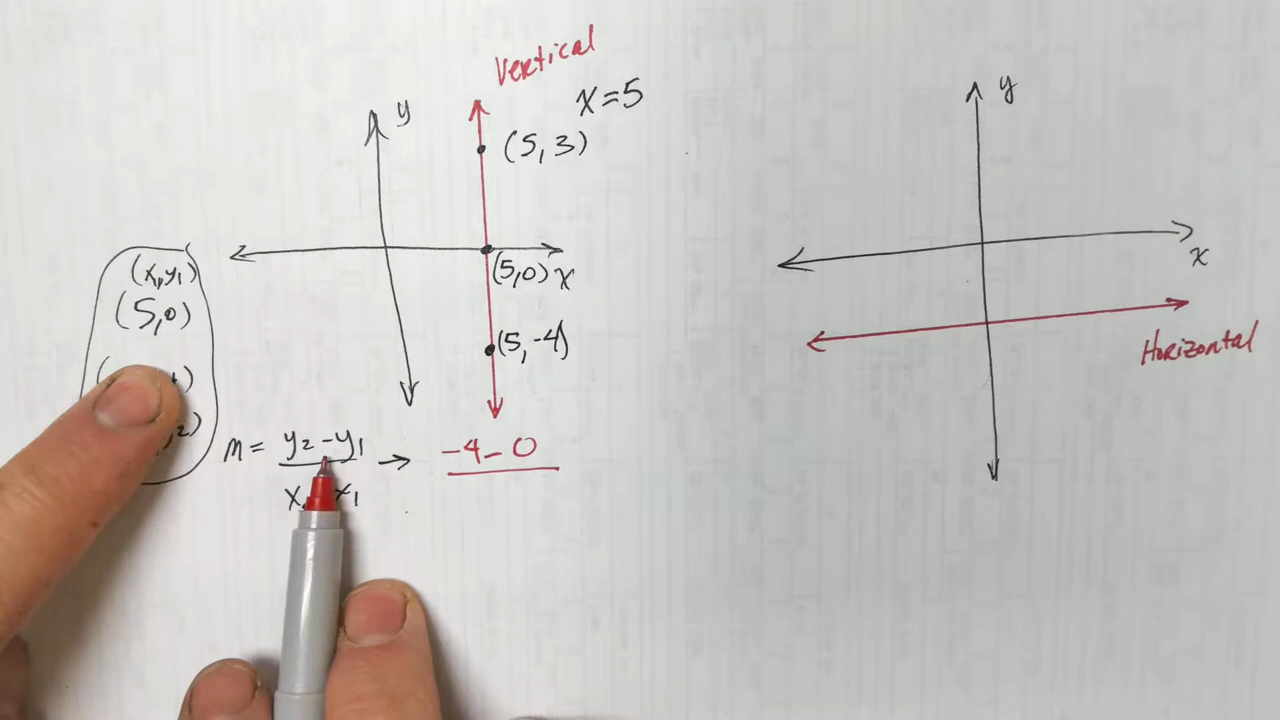 Vertical
x=5
y
(5,3)
(5,0)
x
(5,-4)
(x,y1)
(5,0)
m = y2-y1 → -4-0
x1
y
x
Horizontal